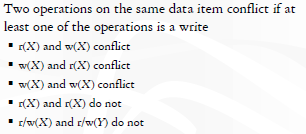 Two operations on the same data item conflict if at
least one of the operations is a write
▪ r(X) and w(X) conflict
▪ w(X) and r(X) conflict
▪ w(X) and w(X) conflict
▪ r(X) and r(X) do not
▪ r/w(X) and r/w(Y) do not